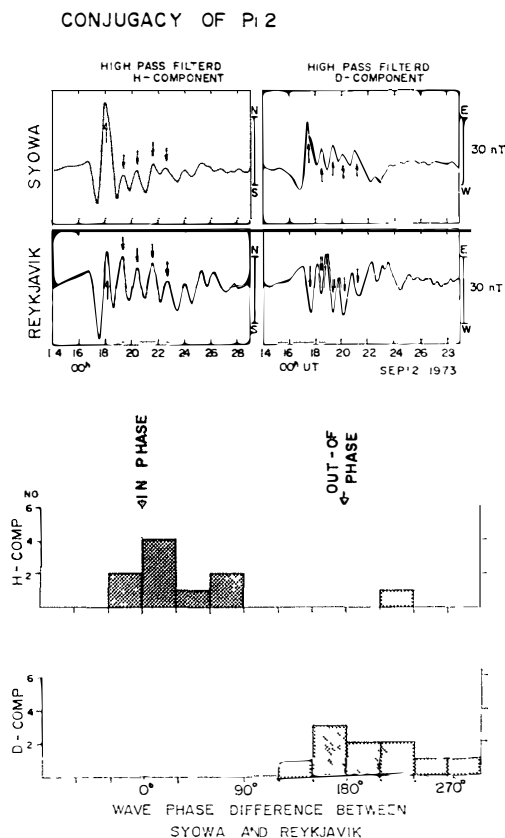 CONJUGACY OF Pi 2
HIGH PASS FILTERD
H-COMPONENT
HIGH PASS FILTERD
D-COMPONENT
SYOWA
N
S
E
W
30 nT
REYKJAVIK
N
S
E
W
30 nT
14 16 18 20 22 24 26 28
14 16 18 20 22 23
00h
00h UT
SEP'12 1973
IN PHASE
OUT-OF PHASE
NO
6
4
2
H-COMP
6
4
2
D-COMP
0° 90° 180° 270°
WAVE PHASE DIFFERENCE BETWEEN
SYOWA AND REYKJAVIK